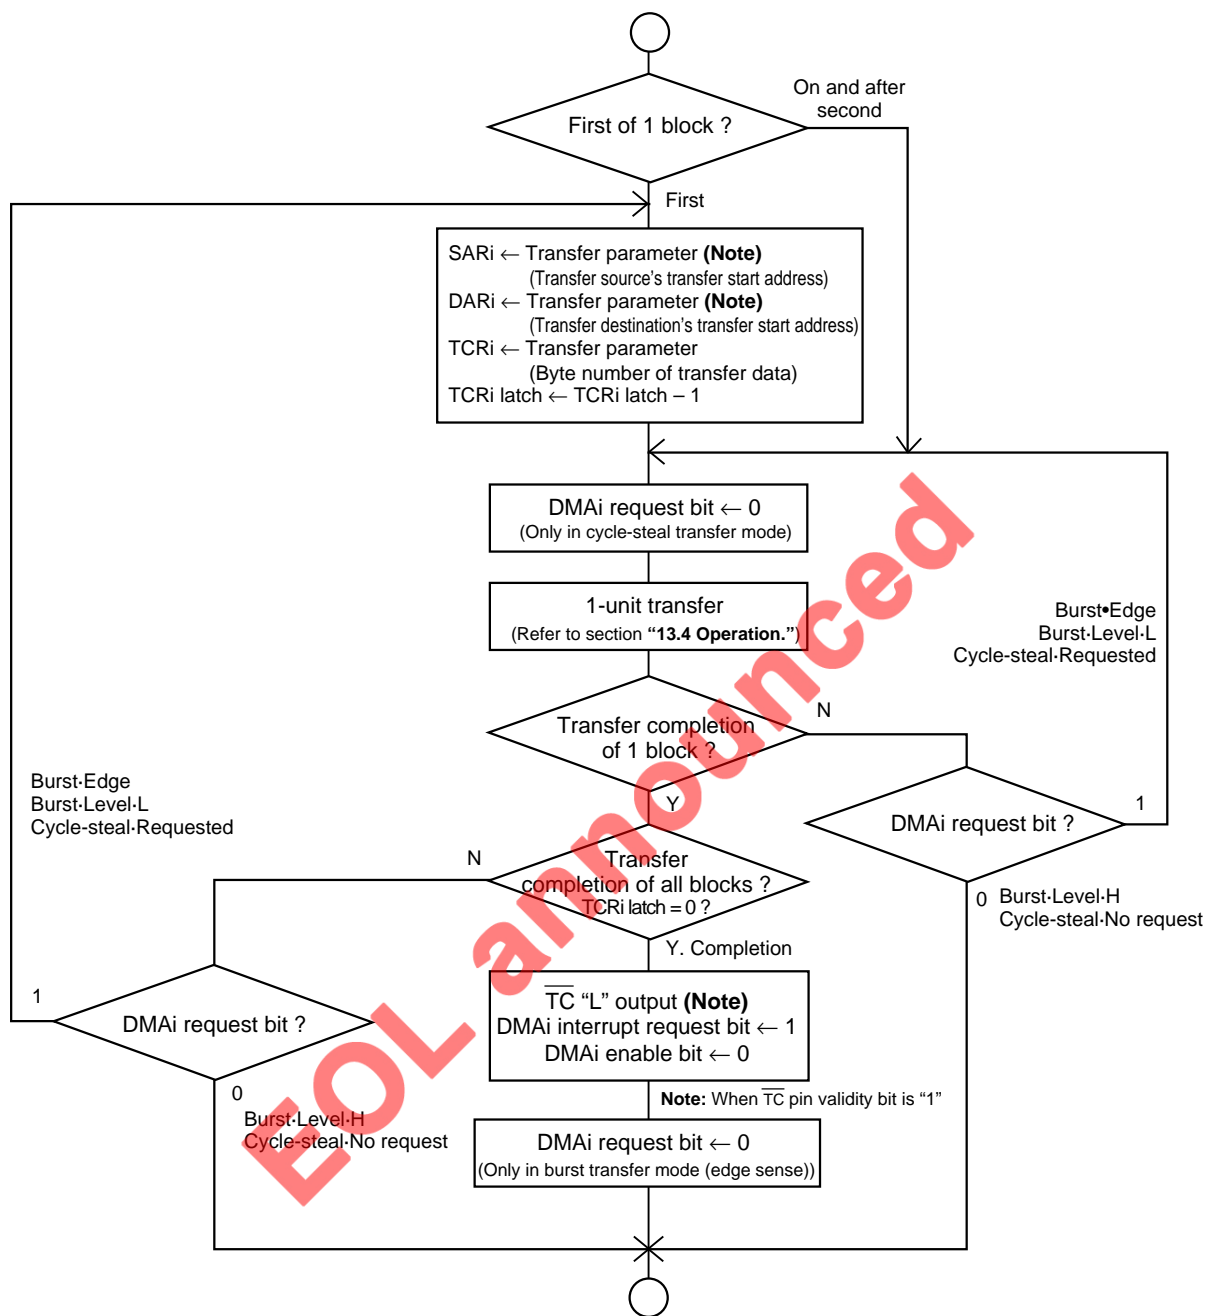 On and after
second
First of 1 block ?
First
SARi ← Transfer parameter (Note)
(Transfer source's transfer start address)
DARi ← Transfer parameter (Note)
(Transfer destination's transfer start address)
TCRi ← Transfer parameter
(Byte number of transfer data)
TCRi latch ← TCRi latch – 1
DMAi request bit ← 0
(Only in cycle-steal transfer mode)
1-unit transfer
(Refer to section “13.4 Operation.”)
Burst•Edge
Burst·Level·L
Cycle-steal·Requested
Transfer completion
of 1 block ?
N
Y
Burst·Edge
Burst·Level·L
Cycle-steal·Requested
DMAi request bit ?
1
0
Burst·Level·H
Cycle-steal·No request
N
Transfer
completion of all blocks ?
TCRi latch = 0 ?
Y. Completion
1
DMAi request bit ?
0
Burst·Level·H
Cycle-steal·No request
T̅C̅ “L” output (Note)
DMAi interrupt request bit ← 1
DMAi enable bit ← 0
Note: When T̅C̅ pin validity bit is “1”
DMAi request bit ← 0
(Only in burst transfer mode (edge sense))
EOL announced